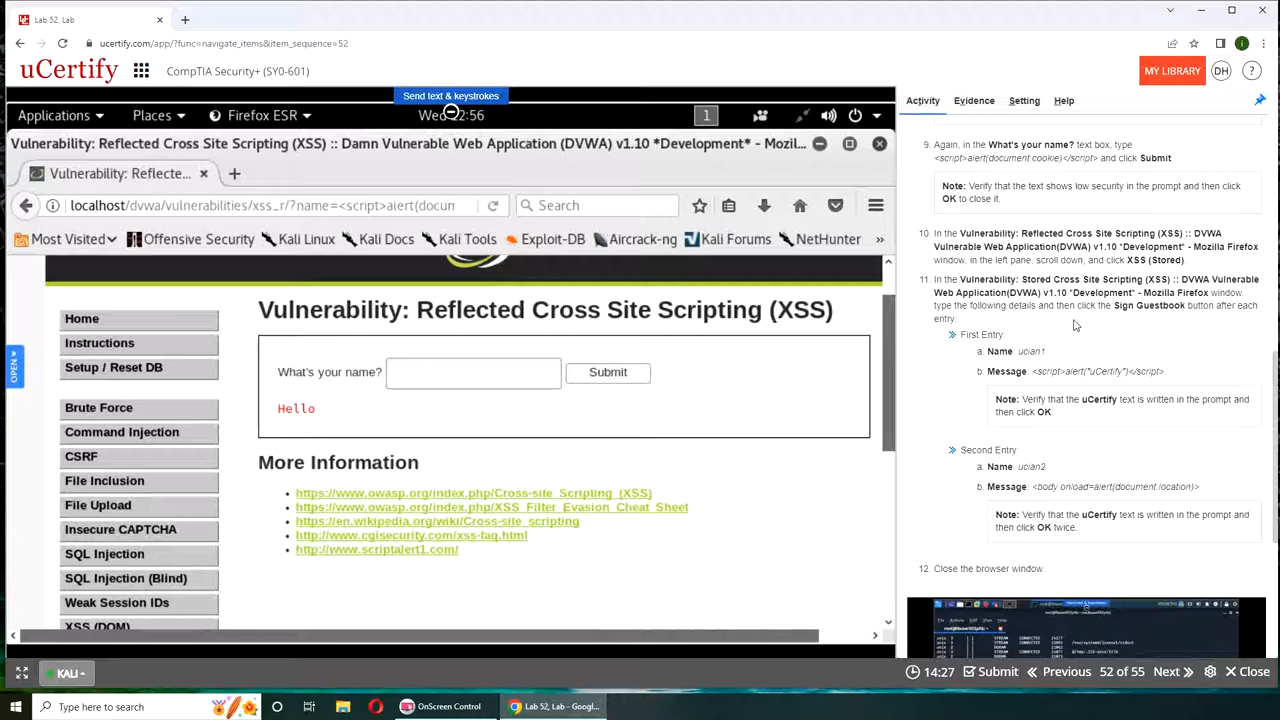 Lab 52, Lab
ucertify.com/app/?func=navigate_items&item_sequence=52
i
uCertify
CompTIA Security+ (SY0-601)
MY LIBRARY
DH
?
Send text & keystrokes
Applications
Places
Firefox ESR
Wed
2:56
1
Vulnerability: Reflected Cross Site Scripting (XSS) :: Damn Vulnerable Web Application (DVWA) v1.10 *Development* - Mozil...
Vulnerability: Reflecte...
localhost/dvwa/vulnerabilities/xss_r/?name=<script>alert(docum
Search
Most Visited
Offensive Security
Kali Linux
Kali Docs
Kali Tools
Exploit-DB
Aircrack-ng
Kali Forums
NetHunter
»
OPEN
Home
Instructions
Setup / Reset DB
Brute Force
Command Injection
CSRF
File Inclusion
File Upload
Insecure CAPTCHA
SQL Injection
SQL Injection (Blind)
Weak Session IDs
XSS (DOM)
Vulnerability: Reflected Cross Site Scripting (XSS)
What's your name?
Submit
Hello
More Information
https://www.owasp.org/index.php/Cross-site_Scripting_(XSS)
https://www.owasp.org/index.php/XSS_Filter_Evasion_Cheat_Sheet
https://en.wikipedia.org/wiki/Cross-site_scripting
http://www.cgisecurity.com/xss-faq.html
http://www.scriptalert1.com/
Activity
Evidence
Setting
Help
9. Again, in the What's your name? text box, type
<script>alert(document.cookie)</script> and click Submit.
Note: Verify that the text shows low security in the prompt and then click
OK to close it.
10. In the Vulnerability: Reflected Cross Site Scripting (XSS) :: DVWA
Vulnerable Web Application(DVWA) v1.10 "Development" - Mozilla Firefox
window, in the left pane, scroll down, and click XSS (Stored).
11. In the Vulnerability: Stored Cross Site Scripting (XSS) :: DVWA Vulnerable
Web Application(DVWA) v1.10 "Development" - Mozilla Firefox window,
type the following details and then click the Sign Guestbook button after each
entry:
First Entry:
a. Name: ucian1
b. Message: <script>alert("uCertify")</script>
Note: Verify that the uCertify text is written in the prompt and
then click OK.
Second Entry:
a. Name: ucian2
b. Message: <body onload=alert(document.location)>
Note: Verify that the uCertify text is written in the prompt and
then click OK twice.
12. Close the browser window.
KALI
14:27
Submit
Previous
52 of 55
Next
Close
Type here to search
OnScreen Control
Lab 52, Lab - Googl...